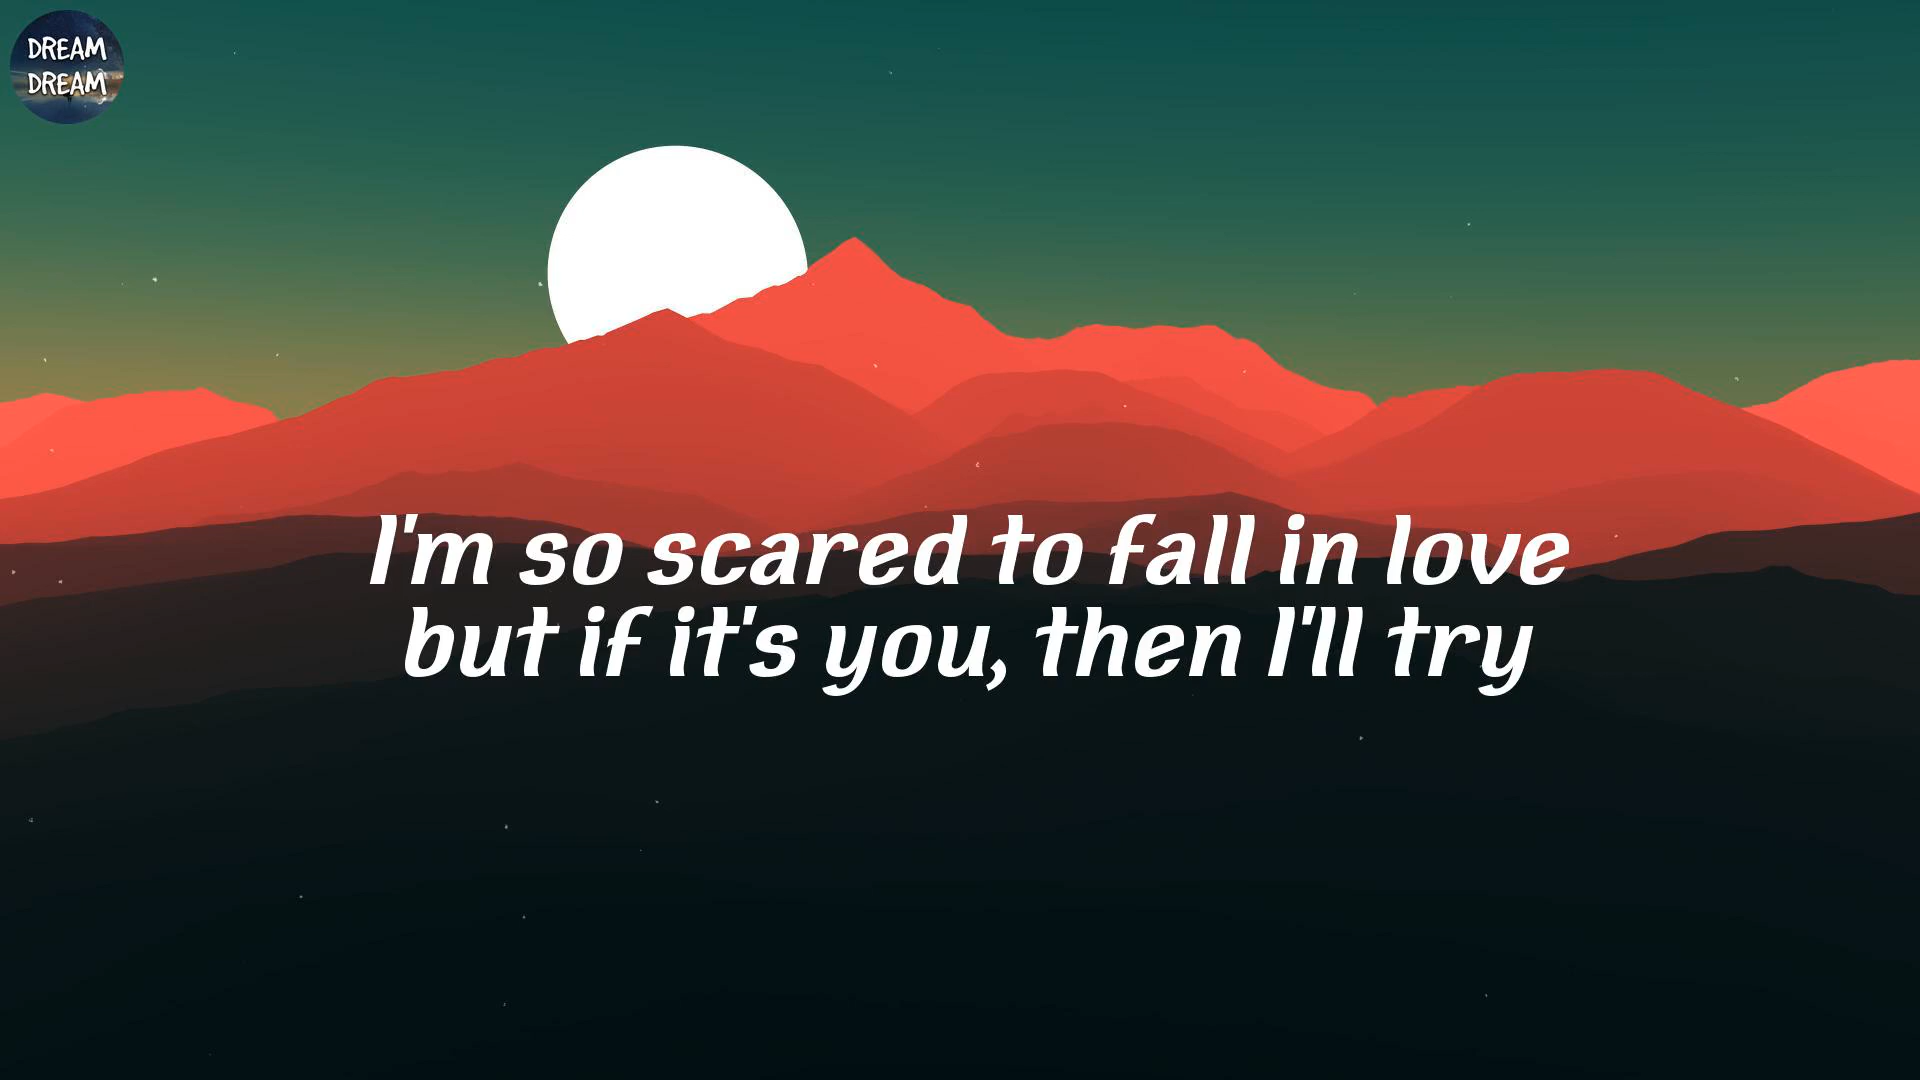 DREAM
DREAM
I'm so scared to fall in love
but if it's you, then I'll try